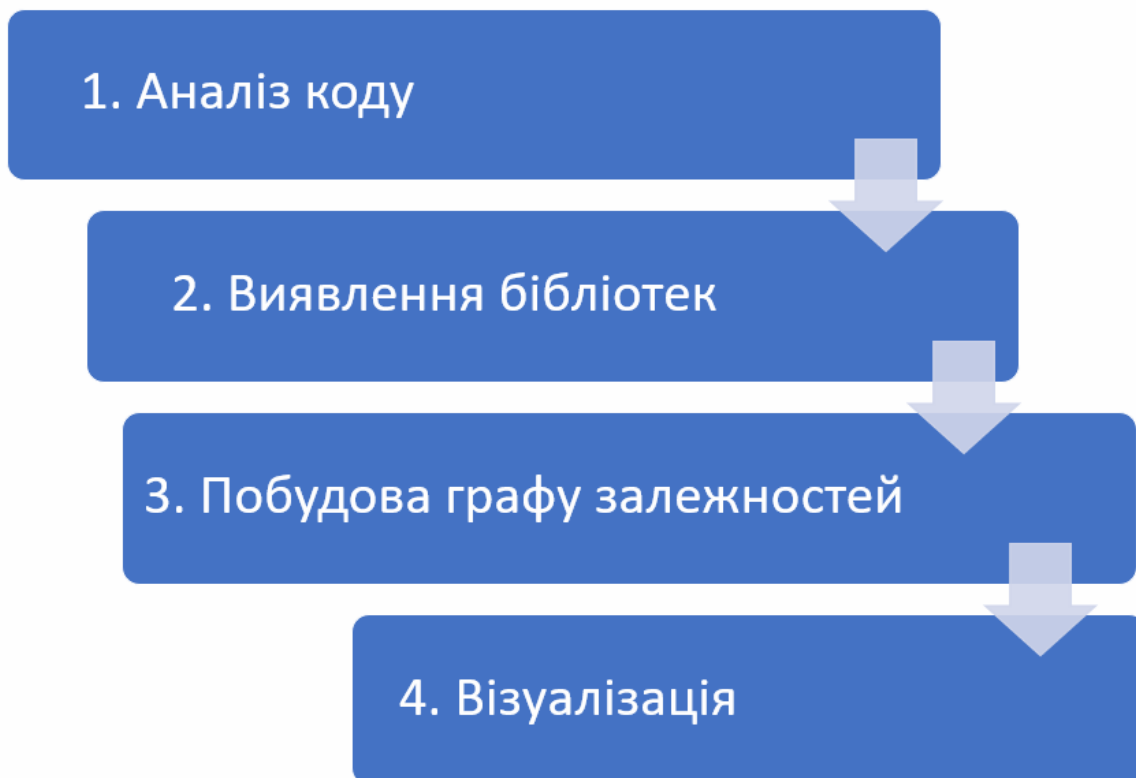 1. Аналіз коду
2. Виявлення бібліотек
3. Побудова графу залежностей
4. Візуалізація